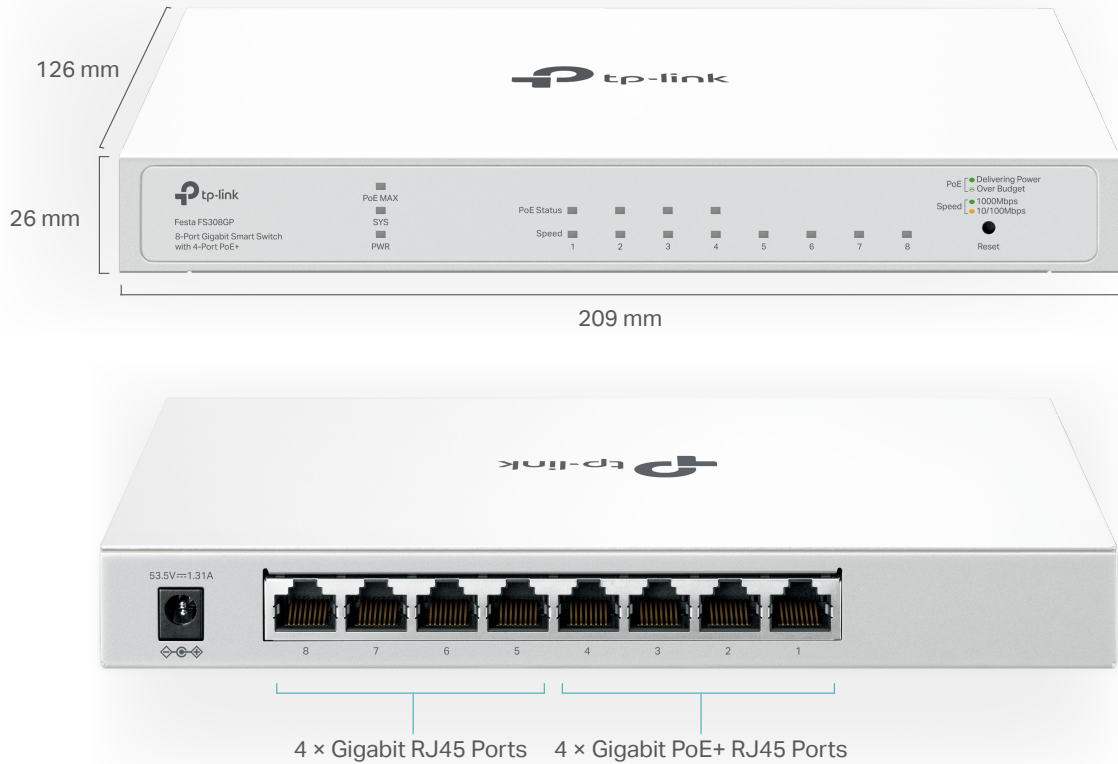 126 mm
tp-link
26 mm
tp-link
Festa FS308GP
8-Port Gigabit Smart Switch
with 4-Port PoE+
PoE MAX
SYS
PWR
PoE Status
Speed
1 2 3 4 5 6 7 8
PoE
Delivering Power
Over Budget
Speed
1000Mbps
10/100Mbps
Reset
209 mm
tp-link
53.5V⎓1.31A
8 7 6 5 4 3 2 1
4 × Gigabit RJ45 Ports
4 × Gigabit PoE+ RJ45 Ports